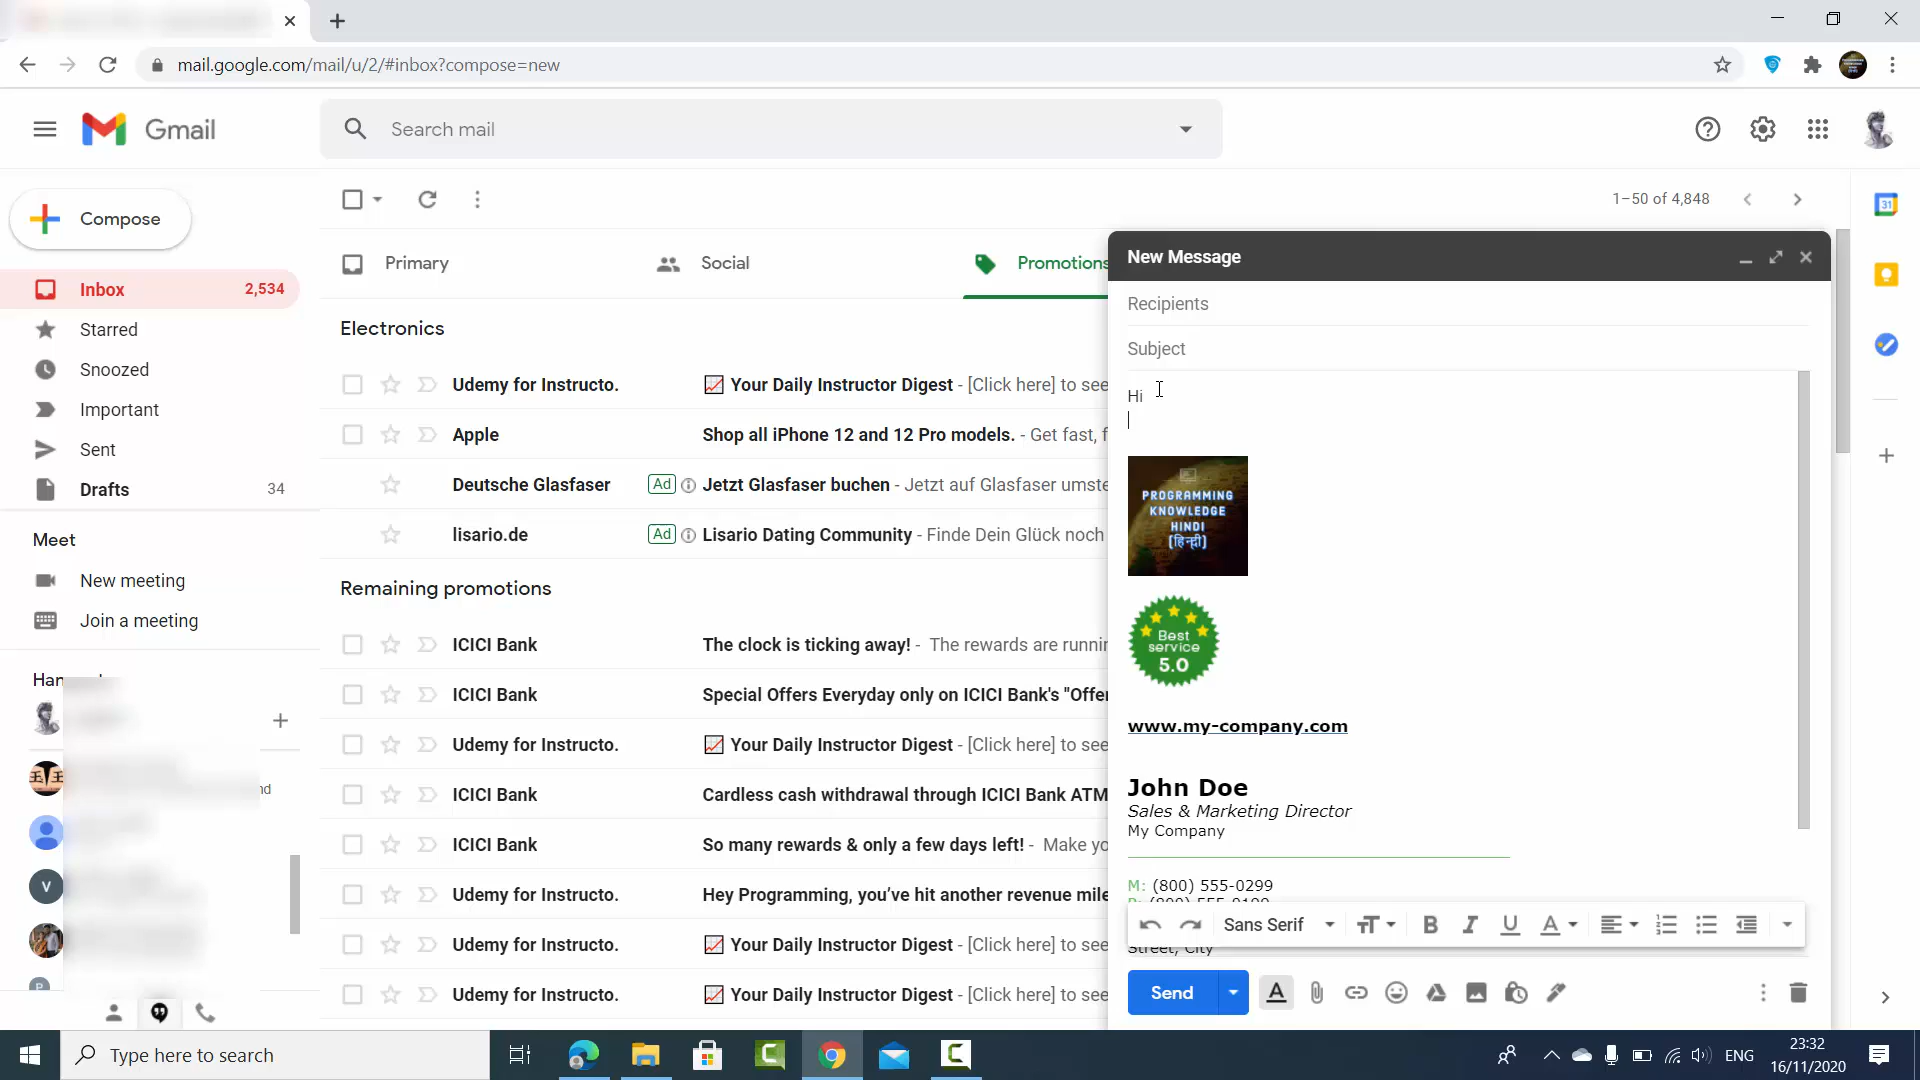 mail.google.com/mail/u/2/#inbox?compose=new
Gmail
Search mail
Compose
1–50 of 4,848
Inbox 2,534
Starred
Snoozed
Important
Sent
Drafts 34
Meet
New meeting
Join a meeting
Han
nd
V
P
Primary
Social
Promotions
Electronics
Udemy for Instructo. Your Daily Instructor Digest - [Click here] to see
Apple Shop all iPhone 12 and 12 Pro models. - Get fast, f
Deutsche Glasfaser Ad Jetzt Glasfaser buchen - Jetzt auf Glasfaser umste
lisario.de Ad Lisario Dating Community - Finde Dein Glück noch
Remaining promotions
ICICI Bank The clock is ticking away! - The rewards are runnin
ICICI Bank Special Offers Everyday only on ICICI Bank's "Offer
Udemy for Instructo. Your Daily Instructor Digest - [Click here] to see
ICICI Bank Cardless cash withdrawal through ICICI Bank ATM
ICICI Bank So many rewards & only a few days left! - Make yo
Udemy for Instructo. Hey Programming, you've hit another revenue mile
Udemy for Instructo. Your Daily Instructor Digest - [Click here] to see
Udemy for Instructo. Your Daily Instructor Digest - [Click here] to see
New Message
Recipients
Subject
Hi
PROGRAMMING
KNOWLEDGE
HINDI
(हिन्दी)
Best
service
5.0
www.my-company.com
John Doe
Sales & Marketing Director
My Company
M: (800) 555-0299
P: (800) 555-0199
Sans Serif
Street, City
Send
31
Type here to search
ENG
23:32
16/11/2020